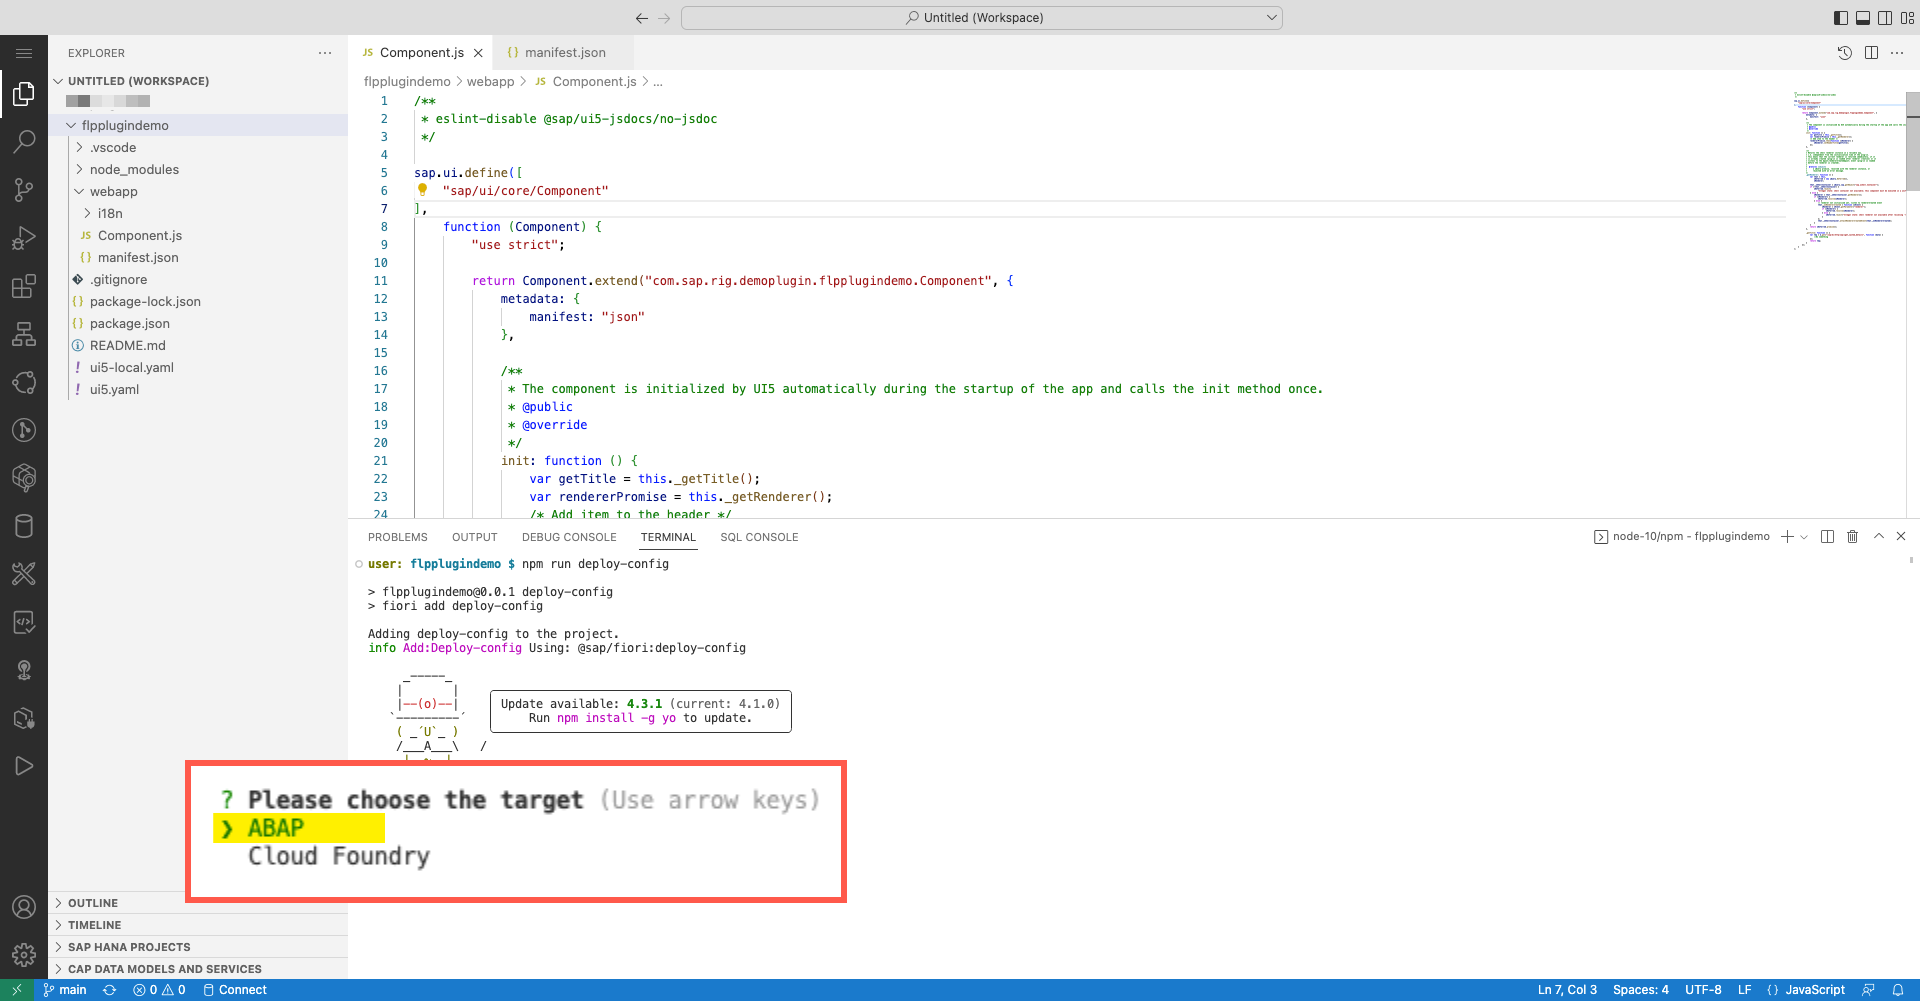 Untitled (Workspace)
EXPLORER
UNTITLED (WORKSPACE)
flpplugindemo
.vscode
node_modules
webapp
i18n
JS Component.js
{} manifest.json
.gitignore
{} package-lock.json
{} package.json
README.md
! ui5-local.yaml
! ui5.yaml
OUTLINE
TIMELINE
SAP HANA PROJECTS
CAP DATA MODELS AND SERVICES
JS Component.js
{} manifest.json
flpplugindemo > webapp > JS Component.js > ...
1 /**
2 * eslint-disable @sap/ui5-jsdocs/no-jsdoc
3 */
4
5 sap.ui.define([
6 "sap/ui/core/Component"
7 ],
8 function (Component) {
9 "use strict";
10
11 return Component.extend("com.sap.rig.demoplugin.flpplugindemo.Component", {
12 metadata: {
13 manifest: "json"
14 },
15
16 /**
17 * The component is initialized by UI5 automatically during the startup of the app and calls the init method once.
18 * @public
19 * @override
20 */
21 init: function () {
22 var getTitle = this._getTitle();
23 var rendererPromise = this._getRenderer();
24 /* Add item to the header */
PROBLEMS OUTPUT DEBUG CONSOLE TERMINAL SQL CONSOLE
node-10/npm - flpplugindemo
user: flpplugindemo $ npm run deploy-config
> flpplugindemo@0.0.1 deploy-config
> fiori add deploy-config
Adding deploy-config to the project.
info Add:Deploy-config Using: @sap/fiori:deploy-config
Update available: 4.3.1 (current: 4.1.0)
Run npm install -g yo to update.
? Please choose the target (Use arrow keys)
❯ ABAP
Cloud Foundry
main 0 0 Connect
Ln 7, Col 3 Spaces: 4 UTF-8 LF {} JavaScript